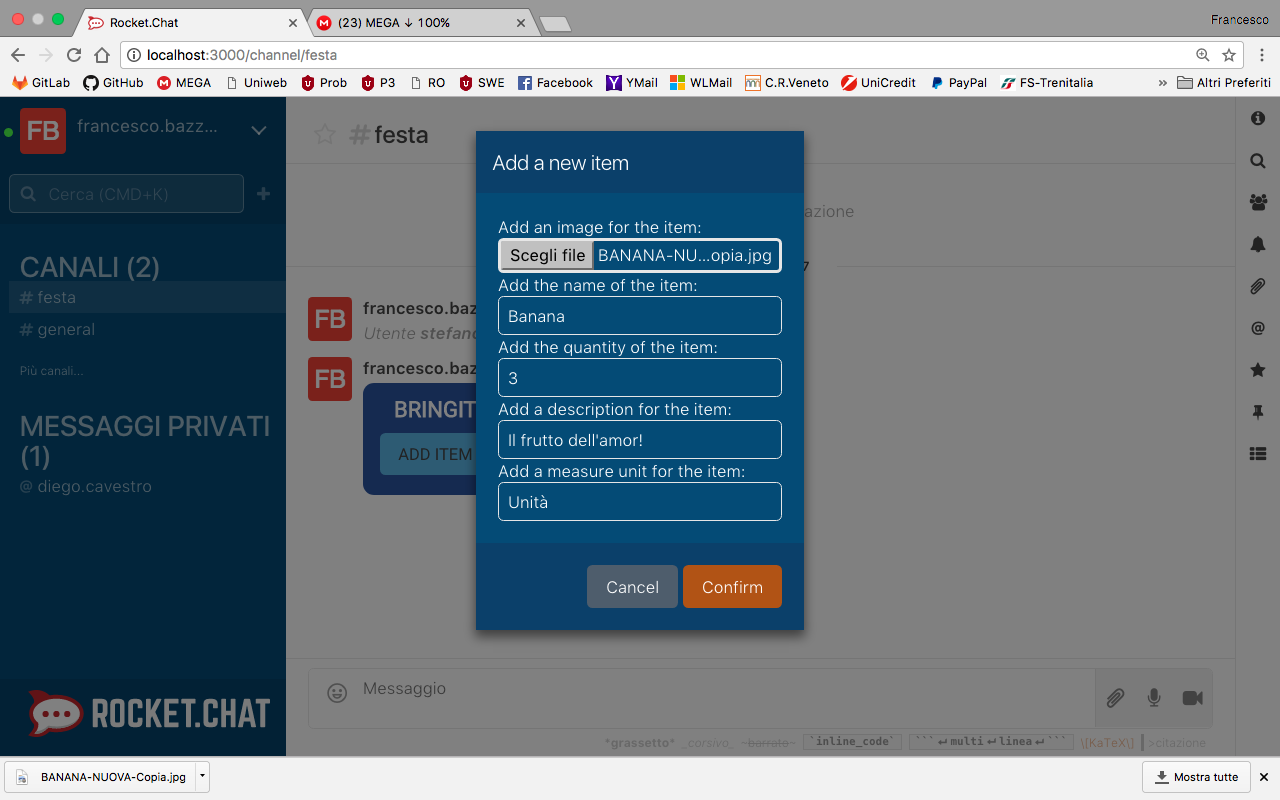 Rocket.Chat
(23) MEGA ↓ 100%
Francesco
localhost:3000/channel/festa
GitLab GitHub MEGA Uniweb Prob P3 RO SWE Facebook YMail WLMail C.R.Veneto UniCredit PayPal FS-Trenitalia » Altri Preferiti
FB francesco.bazz...
Cerca (CMD+K) +
CANALI (2)
# festa
# general
Più canali...
MESSAGGI PRIVATI
(1)
@ diego.cavestro
ROCKET.CHAT
#festa
azione
7
FB francesco.baz
Utente stefano
FB francesco.baz
BRINGIT
ADD ITEM
Add a new item
Add an image for the item:
Scegli file BANANA-NU...opia.jpg
Add the name of the item:
Banana
Add the quantity of the item:
3
Add a description for the item:
Il frutto dell'amor!
Add a measure unit for the item:
Unità
Cancel Confirm
Messaggio
*grassetto* _corsivo_ ~barrato~ `inline_code` ```↵multi↵linea↵``` \[KaTeX\] >citazione
BANANA-NUOVA-Copia.jpg
Mostra tutte